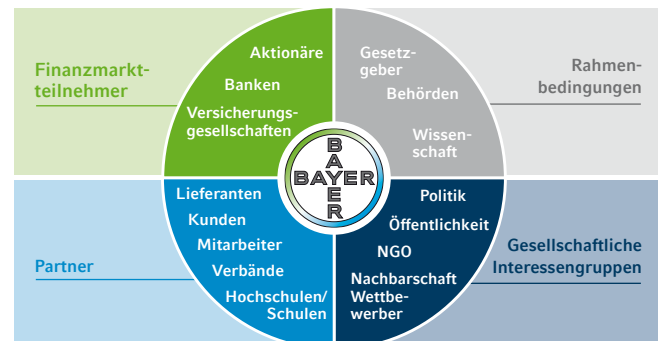 Finanzmarkt-
teilnehmer
Aktionäre
Banken
Versicherungs-
gesellschaften
Gesetz-
geber
Behörden
Wissen-
schaft
Rahmen-
bedingungen
BAYER
BAYER
Partner
Lieferanten
Kunden
Mitarbeiter
Verbände
Hochschulen/
Schulen
Politik
Öffentlichkeit
NGO
Nachbarschaft
Wettbe-
werber
Gesellschaftliche
Interessengruppen